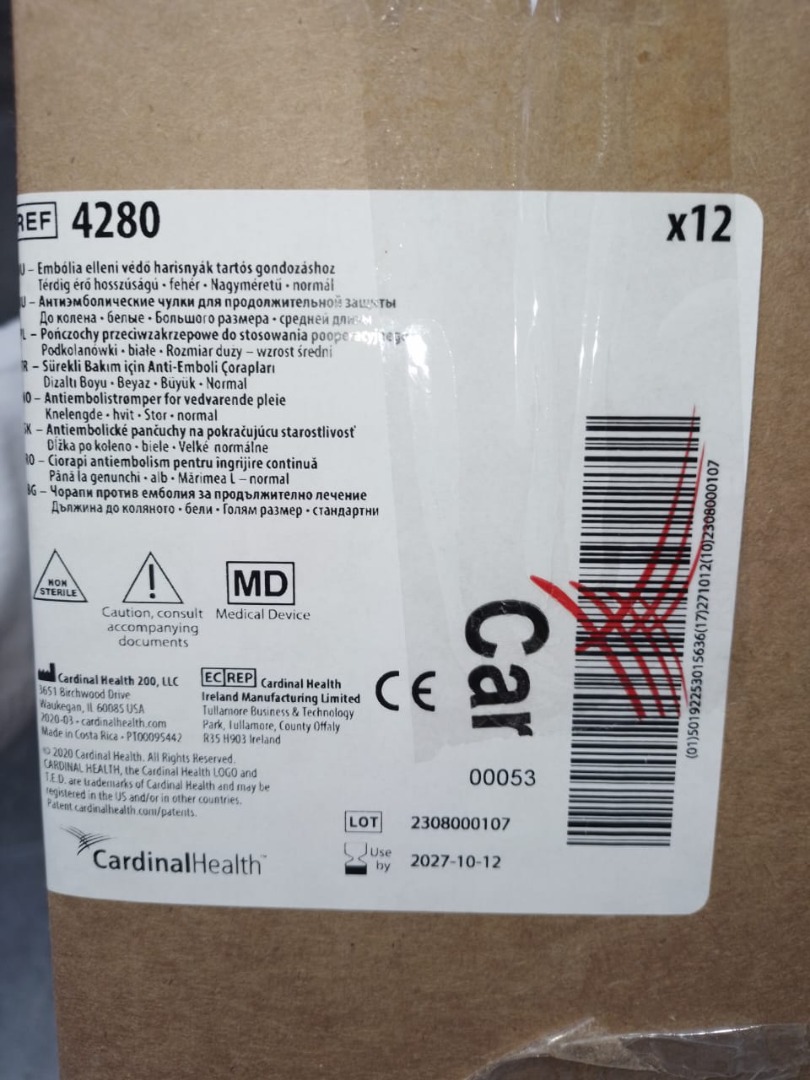 REF 4280
x12
U – Embólia elleni védő harisnyák tartós gondozáshoz
Térdig érő hosszúságú • fehér • Nagyméretű • normál
U – Антиэмболические чулки для продолжительной защиты
До колена • белые • Большого размера • средней
L – Pończochy przeciwzakrzepowe do stosowania pooperacyjnego
Podkolanówki • białe • Rozmiar duży – wzrost średni
R – Sürekli Bakım için Anti-Emboli Çorapları
Dizaltı Boyu • Beyaz • Büyük • Normal
O – Antiembolistrømper for vedvarende pleie
Knelengde • hvit • Stor • normal
K – Antiembolické pančuchy na pokračujúcu starostlivosť
Dĺžka po koleno • biele • Veľké normálne
RO – Ciorapi antiembolism pentru îngrijire continuă
Până la genunchi • alb • Mărimea L – normal
BG – Чорапи против емболия за продължително лечение
Дължина до коляното • бели • Голям размер • стандартни
NON
STERILE
Caution, consult
accompanying
documents
MD
Medical Device
Cardinal Health 200, LLC
3651 Birchwood Drive
Waukegan, IL 60085 USA
2020-03 • cardinalhealth.com
Made in Costa Rica • PT00095442
EC REP Cardinal Health
Ireland Manufacturing Limited
Tullamore Business & Technology
Park, Tullamore, County Offaly
R35 H903 Ireland
CE
© 2020 Cardinal Health. All Rights Reserved.
CARDINAL HEALTH, the Cardinal Health LOGO and
T.E.D. are trademarks of Cardinal Health and may be
registered in the US and/or in other countries.
Patent cardinalhealth.com/patents.
CardinalHealth™
Car
00053
LOT 2308000107
Use
by 2027-10-12
(01)50192253015636(17)271012(10)2308000107